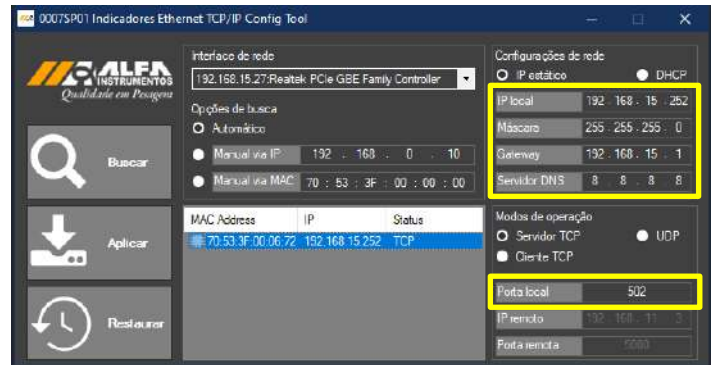 0007SP01 Indicadores Ethernet TCP/IP Config Tool
ALFA
INSTRUMENTOS
Qualidade em Pesagem
Buscar
Aplicar
Restaurar
Interface de rede
192.168.15.27:Realtek PCIe GBE Family Controller
Opções de busca
Automático
Manual via IP 192 . 168 . 0 . 10
Manual via MAC 70 : 53 : 3F : 00 : 00 : 00
MAC Address IP Status
70:53:3F:00:06:72 192.168.15.252 TCP
Configurações de rede
IP estático DHCP
IP local 192 . 168 . 15 . 252
Máscara 255 . 255 . 255 . 0
Gateway 192 . 168 . 15 . 1
Servidor DNS 8 . 8 . 8 . 8
Modos de operação
Servidor TCP UDP
Cliente TCP
Porta local 502
IP remoto 192 . 168 . 11 . 3
Porta remota 5000